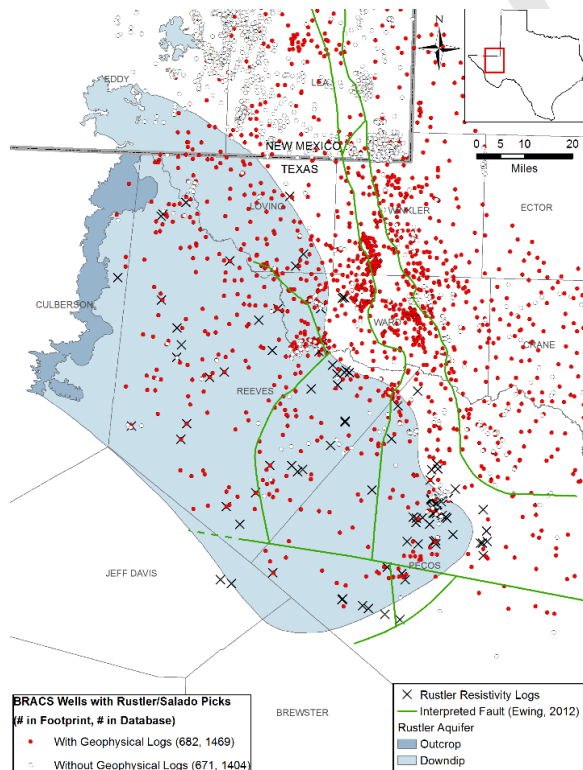 N
EDDY
LEA
NEW MEXICO
TEXAS
0 5 10 20
Miles
LOVING
WINKLER
ECTOR
CULBERSON
WARD
CRANE
REEVES
JEFF DAVIS
PECOS
BREWSTER
BRACS Wells with Rustler/Salado Picks
(# in Footprint, # in Database)
With Geophysical Logs (682, 1469)
Without Geophysical Logs (671, 1404)
Rustler Resistivity Logs
Interpreted Fault (Ewing, 2012)
Rustler Aquifer
Outcrop
Downdip